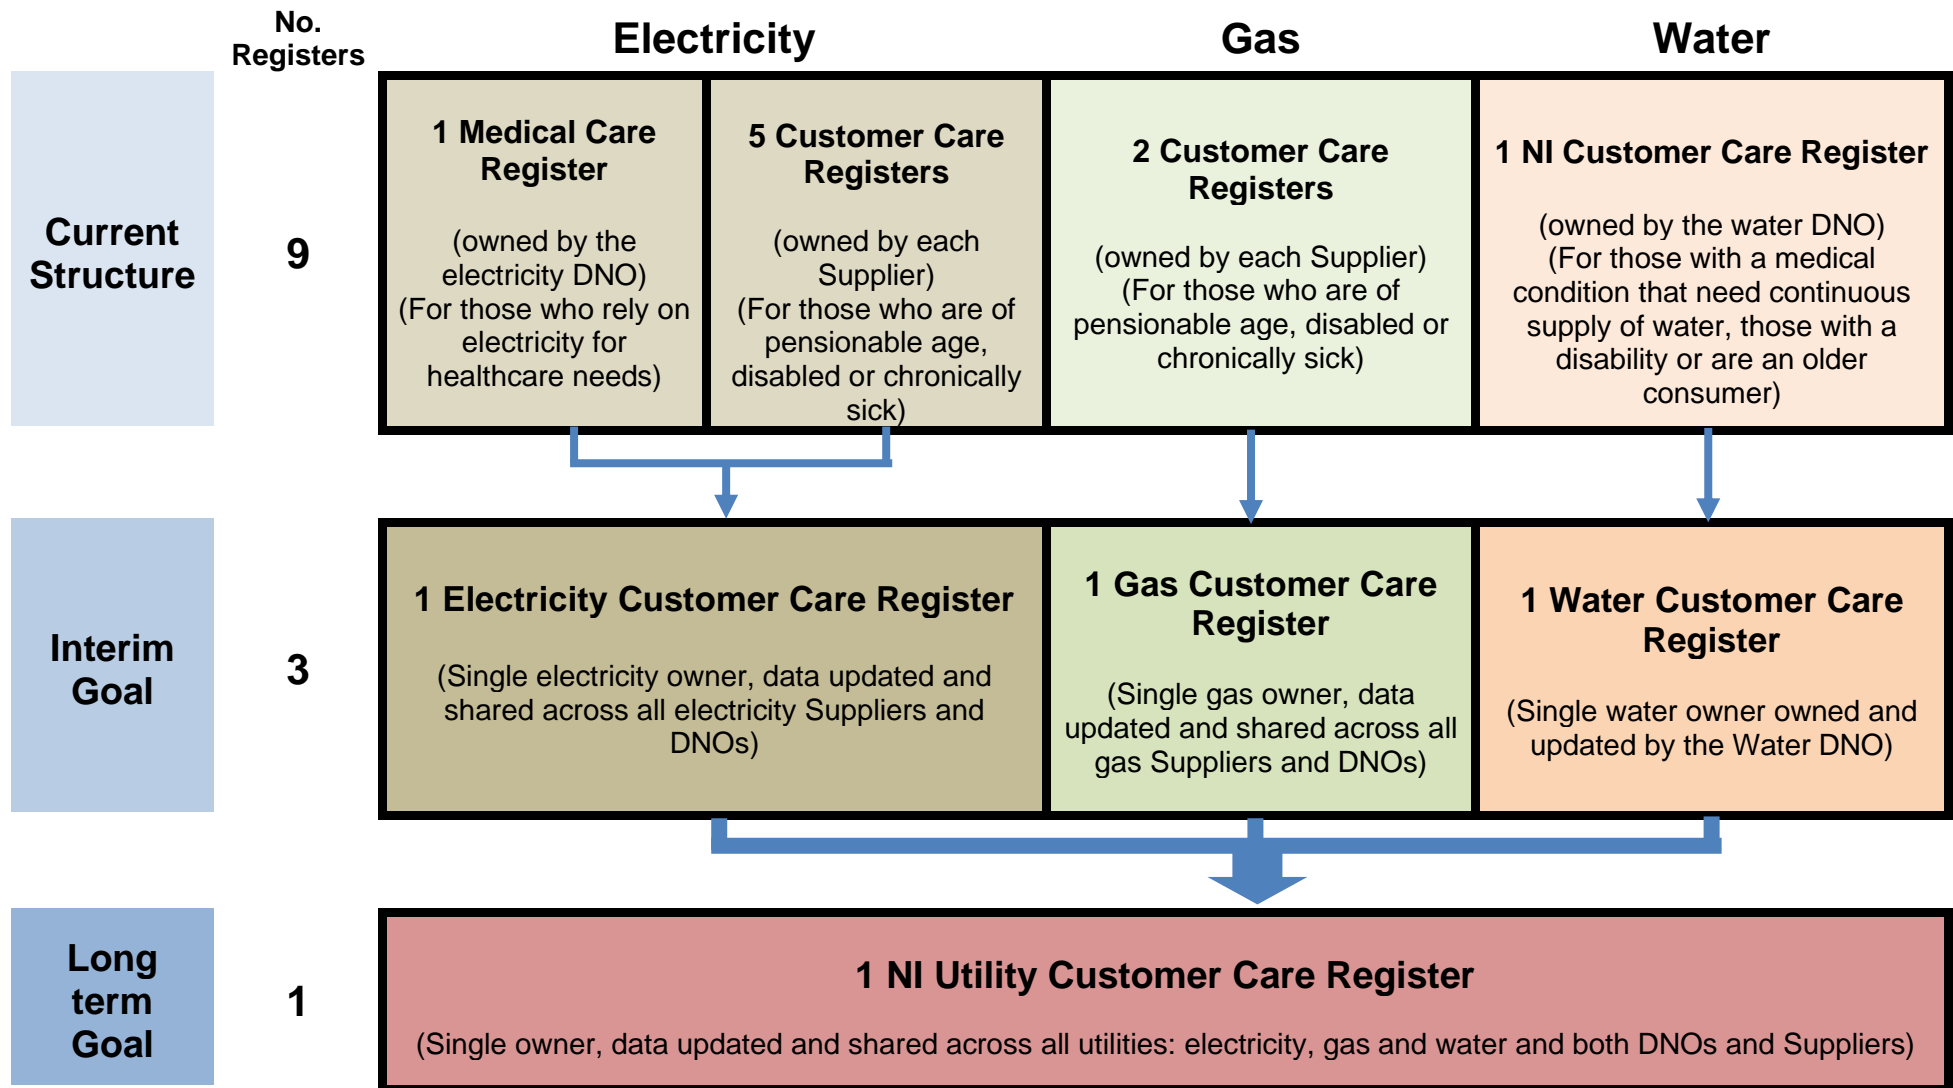 No.
Registers
Electricity
Gas
Water
Current
Structure
9
1 Medical Care
Register
(owned by the
electricity DNO)
(For those who rely on
electricity for
healthcare needs)
5 Customer Care
Registers
(owned by each
Supplier)
(For those who are of
pensionable age,
disabled or chronically
sick)
2 Customer Care
Registers
(owned by each Supplier)
(For those who are of
pensionable age, disabled or
chronically sick)
1 NI Customer Care Register
(owned by the water DNO)
(For those with a medical
condition that need continuous
supply of water, those with a
disability or are an older
consumer)
Interim
Goal
3
1 Electricity Customer Care Register
(Single electricity owner, data updated and
shared across all electricity Suppliers and
DNOs)
1 Gas Customer Care
Register
(Single gas owner, data
updated and shared across all
gas Suppliers and DNOs)
1 Water Customer Care
Register
(Single water owner owned and
updated by the Water DNO)
Long
term
Goal
1
1 NI Utility Customer Care Register
(Single owner, data updated and shared across all utilities: electricity, gas and water and both DNOs and Suppliers)